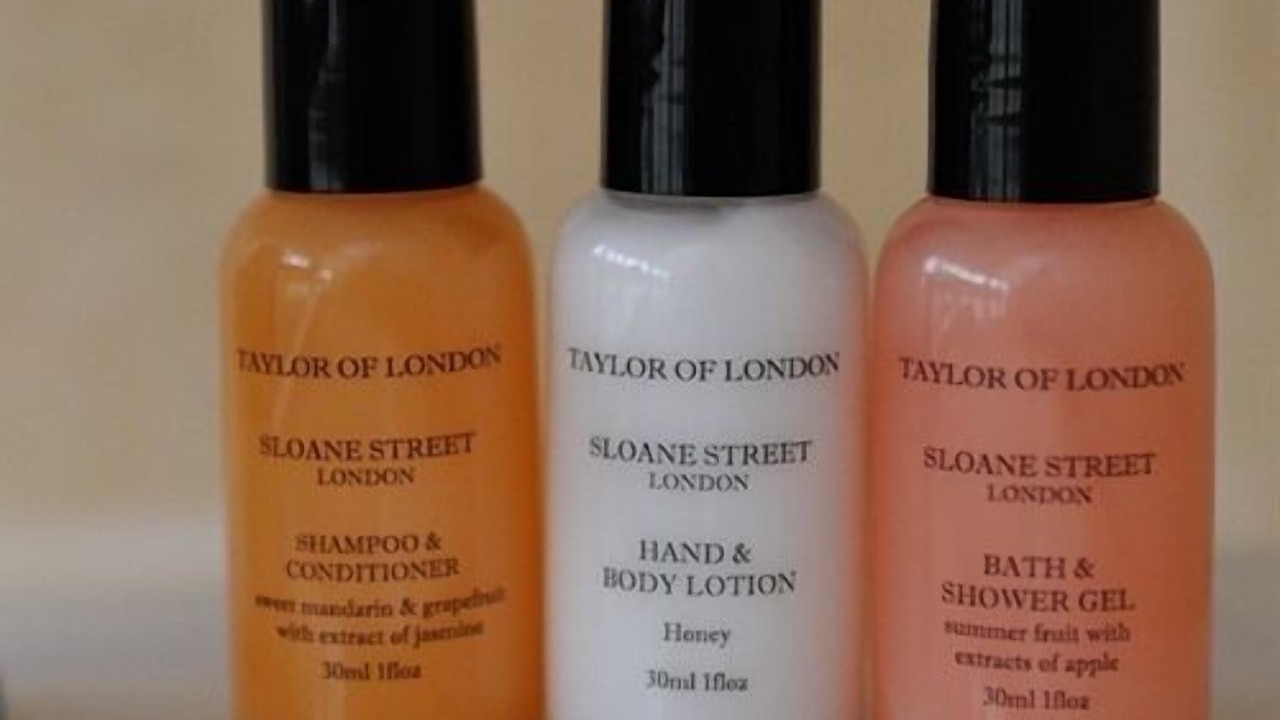 TAYLOR OF LONDON
SLOANE STREET
LONDON
SHAMPOO &
CONDITIONER
sweet mandarin & grapefruit
with extract of jasmine
30ml 1floz
TAYLOR OF LONDON
SLOANE STREET
LONDON
HAND &
BODY LOTION
Honey
30ml 1floz
TAYLOR OF LONDON
SLOANE STREET
LONDON
BATH &
SHOWER GEL
summer fruit with
extracts of apple
30ml 1floz